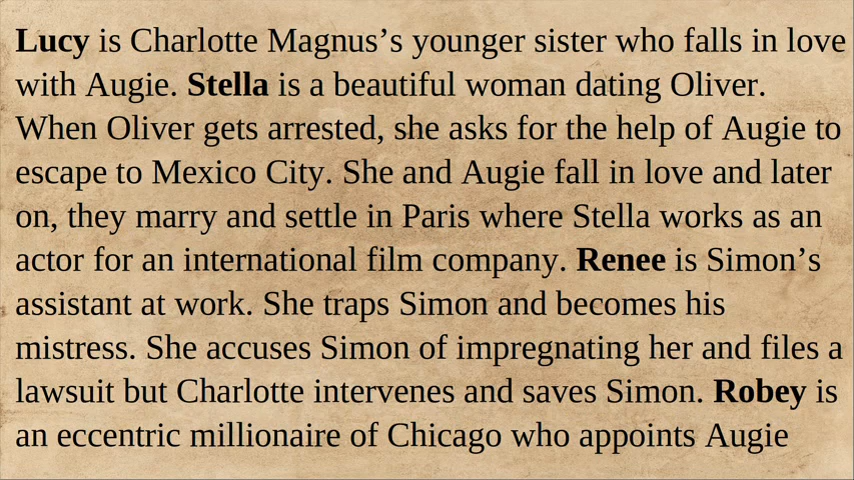 Lucy is Charlotte Magnus’s younger sister who falls in love
with Augie. Stella is a beautiful woman dating Oliver.
When Oliver gets arrested, she asks for the help of Augie to
escape to Mexico City. She and Augie fall in love and later
on, they marry and settle in Paris where Stella works as an
actor for an international film company. Renee is Simon’s
assistant at work. She traps Simon and becomes his
mistress. She accuses Simon of impregnating her and files a
lawsuit but Charlotte intervenes and saves Simon. Robey is
an eccentric millionaire of Chicago who appoints Augie